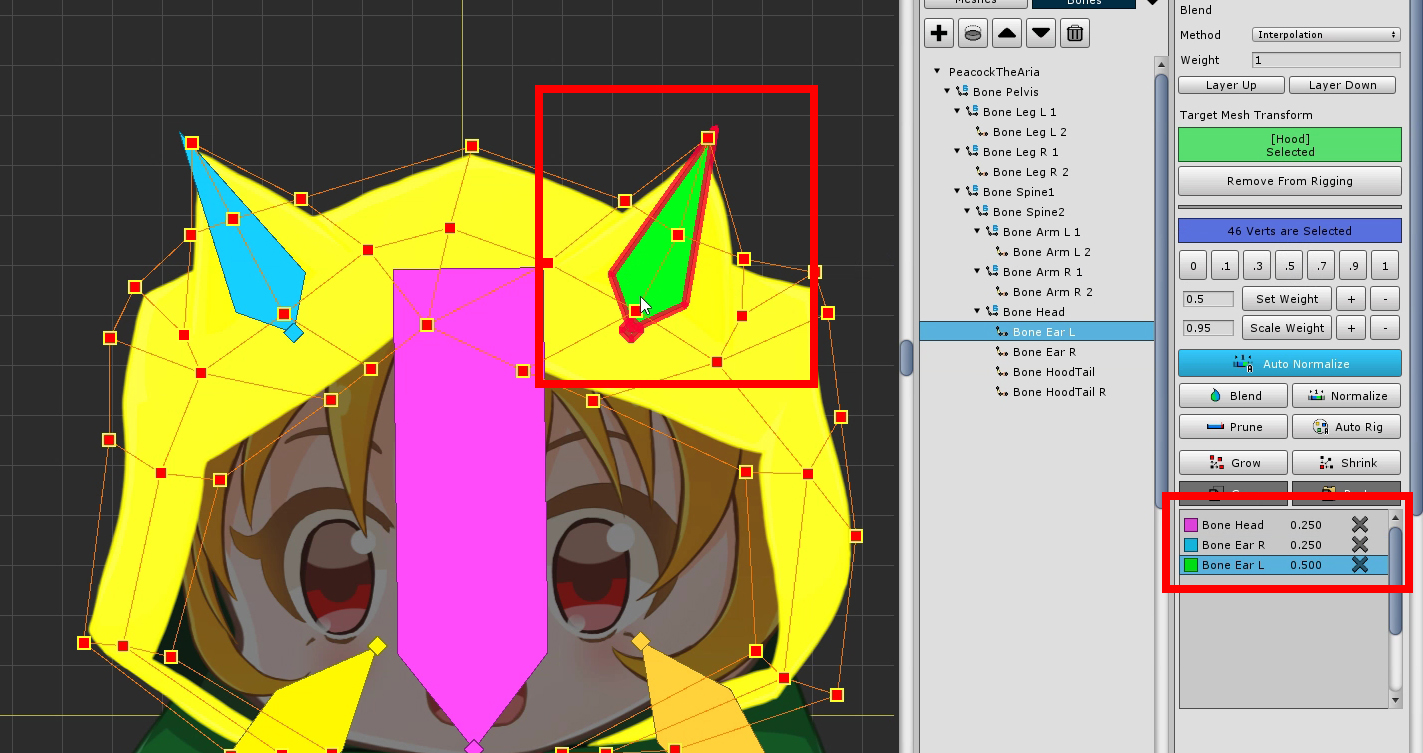 Meshes
Bones
PeacockTheAria
Bone Pelvis
Bone Leg L 1
Bone Leg L 2
Bone Leg R 1
Bone Leg R 2
Bone Spine1
Bone Spine2
Bone Arm L 1
Bone Arm L 2
Bone Arm R 1
Bone Arm R 2
Bone Head
Bone Ear L
Bone Ear R
Bone HoodTail
Bone HoodTail R
Blend
Method Interpolation
Weight 1
Layer Up Layer Down
Target Mesh Transform
[Hood]
Selected
Remove From Rigging
46 Verts are Selected
0 .1 .3 .5 .7 .9 1
0.5 Set Weight + -
0.95 Scale Weight + -
Auto Normalize
Blend Normalize
Prune Auto Rig
Grow Shrink
Bone Head 0.250
Bone Ear R 0.250
Bone Ear L 0.500